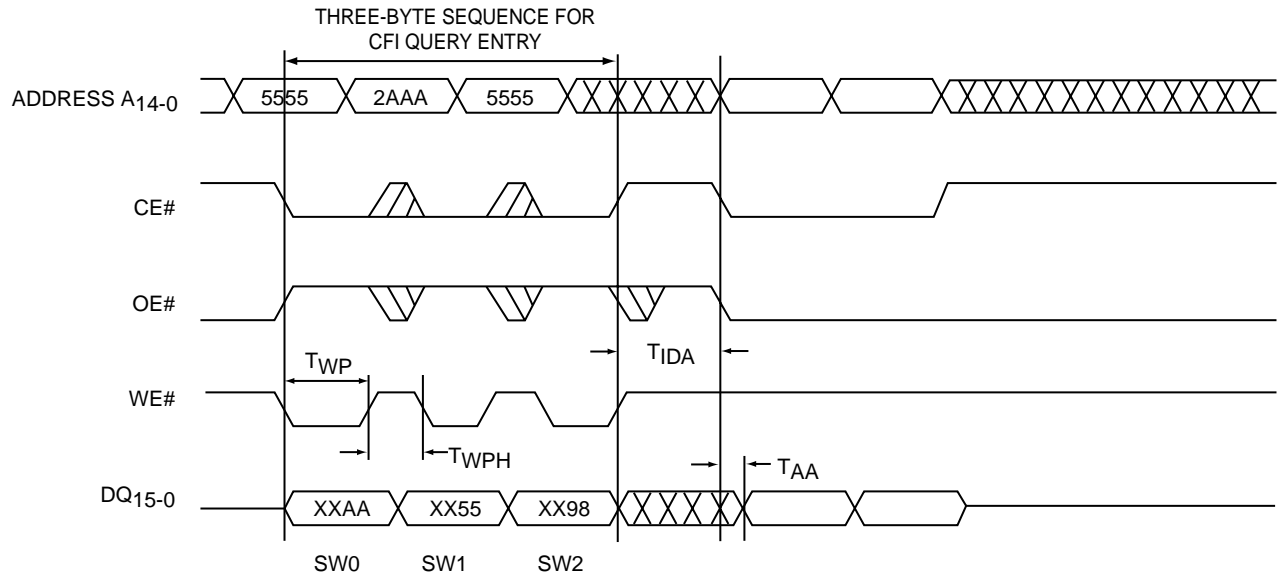 THREE-BYTE SEQUENCE FOR
CFI QUERY ENTRY
ADDRESS A14-0
5555
2AAA
5555
CE#
OE#
TIDA
TWP
WE#
TWPH
TAA
DQ15-0
XXAA
XX55
XX98
SW0
SW1
SW2